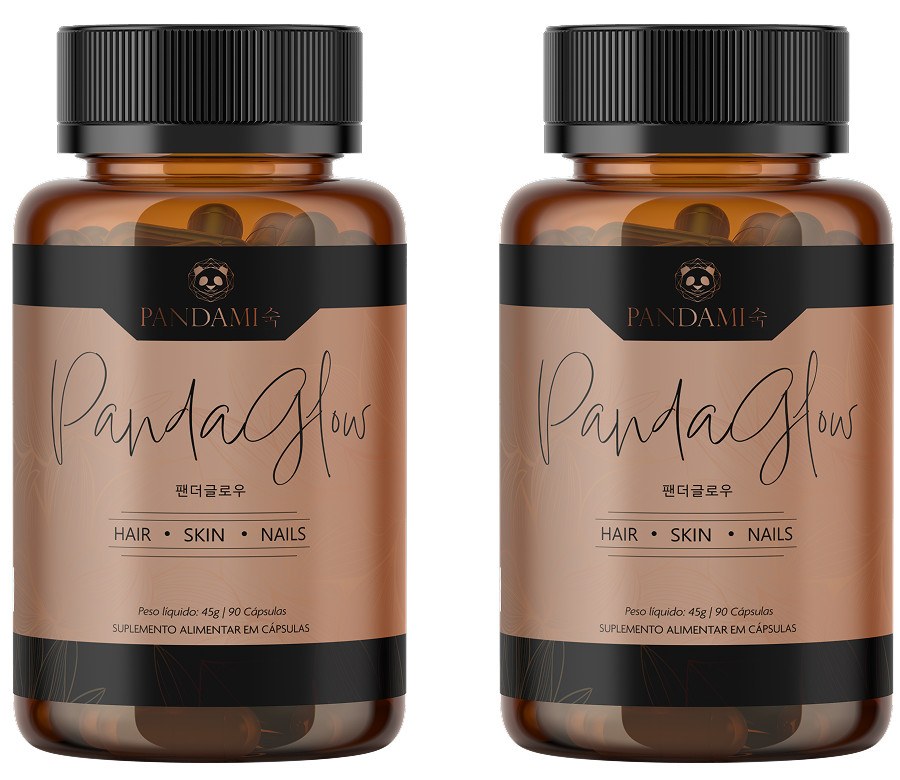 PANDAMI 숙
PandaGlow
팬더글로우
HAIR • SKIN • NAILS
Peso líquido: 45g | 90 Cápsulas
SUPLEMENTO ALIMENTAR EM CÁPSULAS
PANDAMI 숙
PandaGlow
팬더글로우
HAIR • SKIN • NAILS
Peso líquido: 45g | 90 Cápsulas
SUPLEMENTO ALIMENTAR EM CÁPSULAS